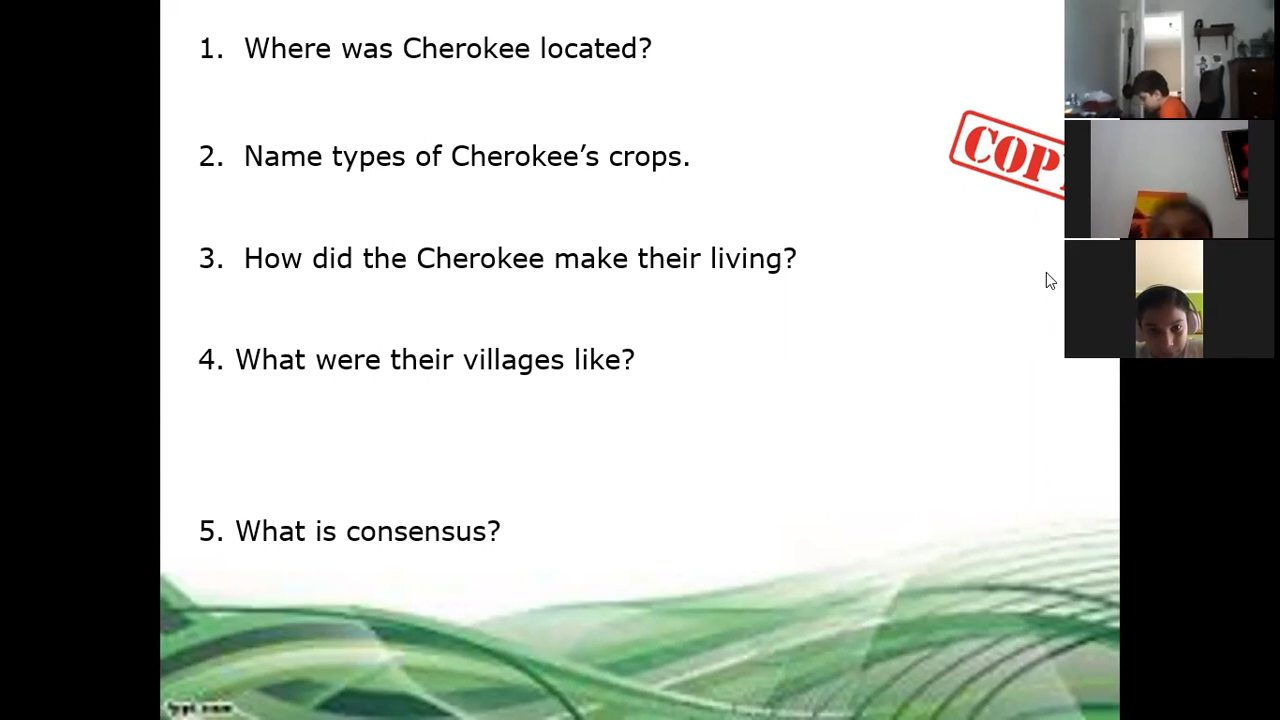 1. Where was Cherokee located?
2. Name types of Cherokee’s crops.
COP
3. How did the Cherokee make their living?
4. What were their villages like?
5. What is consensus?